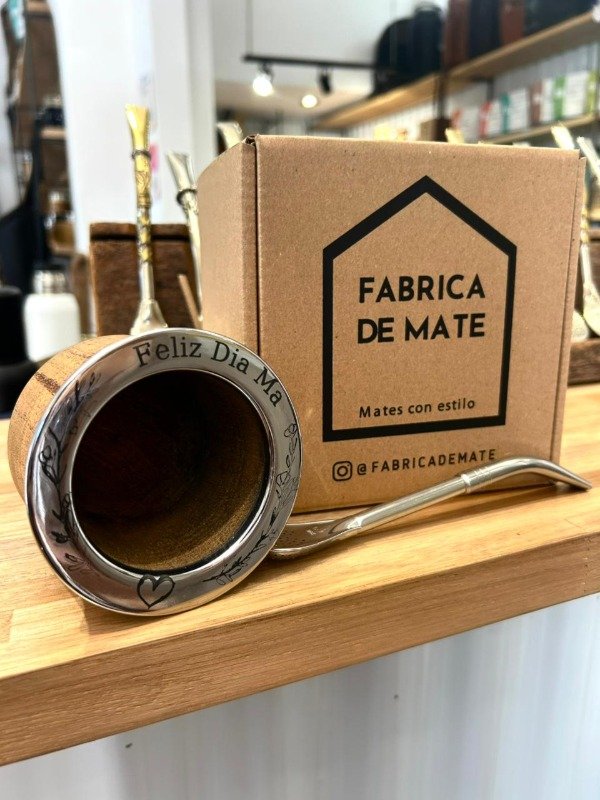 Feliz Dia Ma
FABRICA
DE MATE
Mates con estilo
@FABRICADEMATE